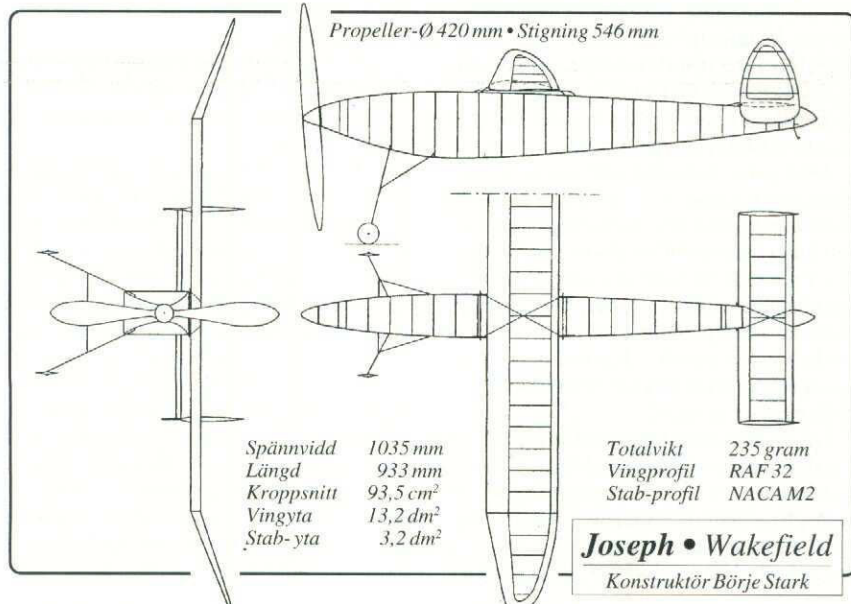 Propeller-Ø 420 mm • Stigning 546 mm
Spännvidd 1035 mm
Längd 933 mm
Kroppsnitt 93,5 cm²
Vingyta 13,2 dm²
Stab-yta 3,2 dm²
Totalvikt 235 gram
Vingprofil RAF 32
Stab-profil NACA M2
Joseph • Wakefield
Konstruktör Börje Stark